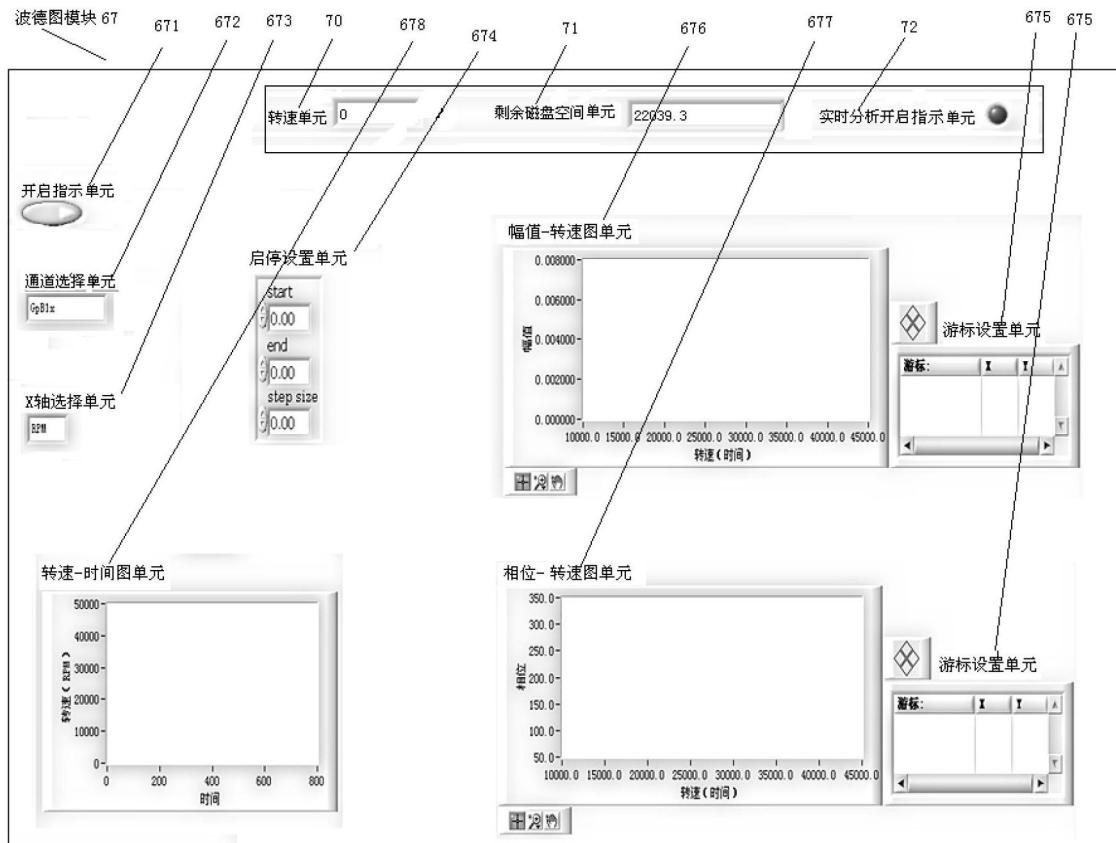 波德图模块 67
671
672
673
70
678
674
71
676
677
72
675
675
转速单元
0
剩余磁盘空间单元
22039.3
实时分析开启指示单元
开启指示单元
通道选择单元
GpB1x
X轴选择单元
RPM
启停设置单元
start
0.00
end
0.00
step size
0.00
幅值-转速图单元
0.008000
0.006000
0.004000
0.002000
0.000000
幅值
10000.0 15000.0 20000.0 25000.0 30000.0 35000.0 40000.0 45000.0
转速(时间)
游标设置单元
游标: X Y
转速-时间图单元
50000
40000
30000
20000
10000
0
转速(RPM)
0 200 400 600 800
时间
相位- 转速图单元
350.0
300.0
250.0
200.0
150.0
100.0
50.0
相位
10000.0 15000.0 20000.0 25000.0 30000.0 35000.0 40000.0 45000.0
转速(时间)
游标设置单元
游标: X Y